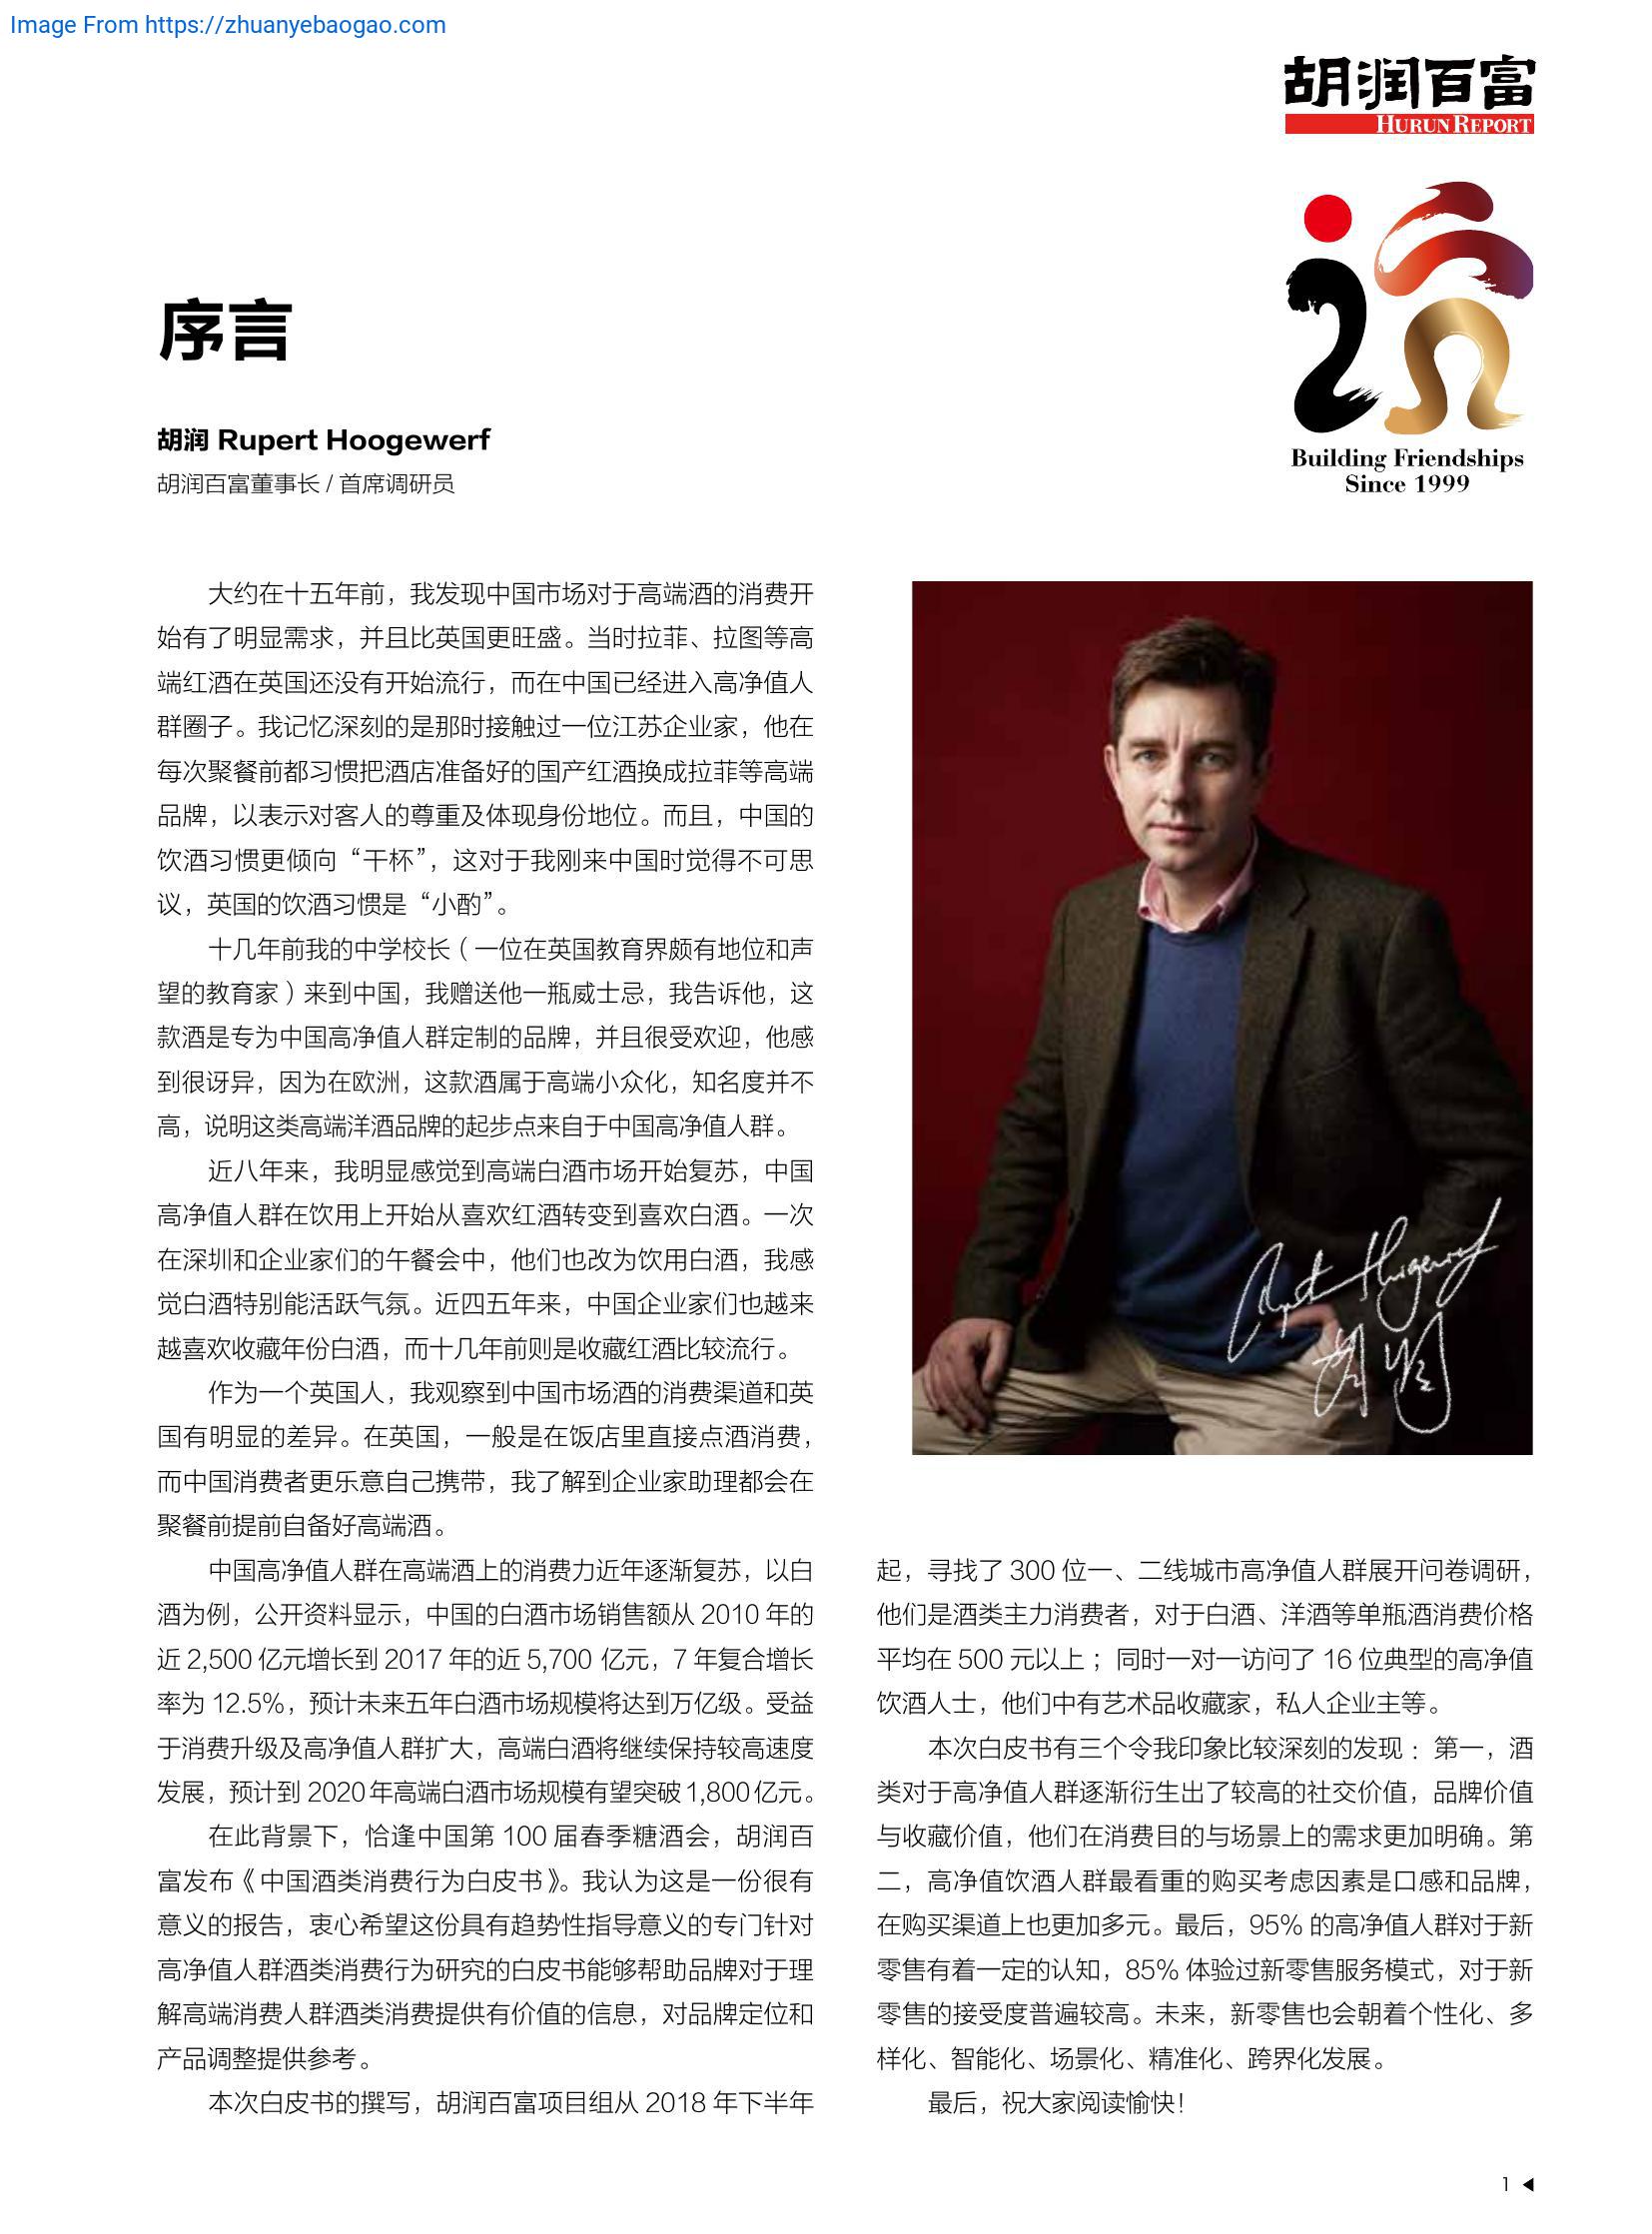 Image From https://zhuanyebaogao.com
胡润百富
HURUN REPORT
Building Friendships
Since 1999
序言
胡润 Rupert Hoogewerf
胡润百富董事长 / 首席调研员
大约在十五年前，我发现中国市场对于高端酒的消费开
始有了明显需求，并且比英国更旺盛。当时拉菲、拉图等高
端红酒在英国还没有开始流行，而在中国已经进入高净值人
群圈子。我记忆深刻的是那时接触过一位江苏企业家，他在
每次聚餐前都习惯把酒店准备好的国产红酒换成拉菲等高端
品牌，以表示对客人的尊重及体现身份地位。而且，中国的
饮酒习惯更倾向“干杯”，这对于我刚来中国时觉得不可思
议，英国的饮酒习惯是“小酌”。
十几年前我的中学校长（一位在英国教育界颇有地位和声
望的教育家）来到中国，我赠送他一瓶威士忌，我告诉他，这
款酒是专为中国高净值人群定制的品牌，并且很受欢迎，他感
到很讶异，因为在欧洲，这款酒属于高端小众化，知名度并不
高，说明这类高端洋酒品牌的起步点来自于中国高净值人群。
近八年来，我明显感觉到高端白酒市场开始复苏，中国
高净值人群在饮用上开始从喜欢红酒转变到喜欢白酒。一次
在深圳和企业家们的午餐会中，他们也改为饮用白酒，我感
觉白酒特别能活跃气氛。近四五年来，中国企业家们也越来
越喜欢收藏年份白酒，而十几年前则是收藏红酒比较流行。
作为一个英国人，我观察到中国市场酒的消费渠道和英
国有明显的差异。在英国，一般是在饭店里直接点酒消费，
而中国消费者更乐意自己携带，我了解到企业家助理都会在
聚餐前提前自备好高端酒。
中国高净值人群在高端酒上的消费力近年逐渐复苏，以白
酒为例，公开资料显示，中国的白酒市场销售额从 2010 年的
近 2,500 亿元增长到 2017 年的近 5,700 亿元，7 年复合增长
率为 12.5%，预计未来五年白酒市场规模将达到万亿级。受益
于消费升级及高净值人群扩大，高端白酒将继续保持较高速度
发展，预计到 2020 年高端白酒市场规模有望突破 1,800 亿元。
在此背景下，恰逢中国第 100 届春季糖酒会，胡润百
富发布《中国酒类消费行为白皮书》。我认为这是一份很有
意义的报告，衷心希望这份具有趋势性指导意义的专门针对
高净值人群酒类消费行为研究的白皮书能够帮助品牌对于理
解高端消费人群酒类消费提供有价值的信息，对品牌定位和
产品调整提供参考。
本次白皮书的撰写，胡润百富项目组从 2018 年下半年
起，寻找了 300 位一、二线城市高净值人群展开问卷调研，
他们是酒类主力消费者，对于白酒、洋酒等单瓶酒消费价格
平均在 500 元以上；同时一对一访问了 16 位典型的高净值
饮酒人士，他们中有艺术品收藏家，私人企业主等。
本次白皮书有三个令我印象比较深刻的发现：第一，酒
类对于高净值人群逐渐衍生出了较高的社交价值，品牌价值
与收藏价值，他们在消费目的与场景上的需求更加明确。第
二，高净值饮酒人群最看重的购买考虑因素是口感和品牌，
在购买渠道上也更加多元。最后，95% 的高净值人群对于新
零售有着一定的认知，85% 体验过新零售服务模式，对于新
零售的接受度普遍较高。未来，新零售也会朝着个性化、多
样化、智能化、场景化、精准化、跨界化发展。
最后，祝大家阅读愉快！
Rupert Hoogewerf
胡润
1